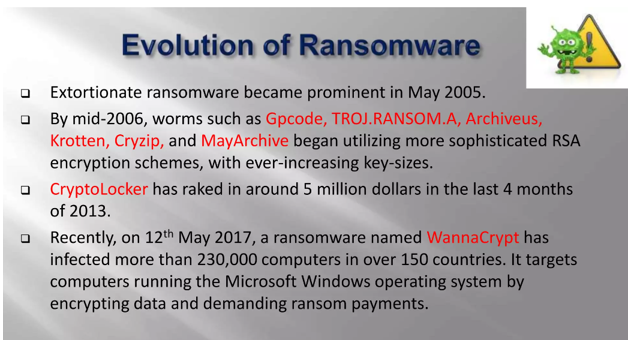 Evolution of Ransomware
Extortionate ransomware became prominent in May 2005.
By mid-2006, worms such as Gpcode, TROJ.RANSOM.A, Archiveus,
Krotten, Cryzip, and MayArchive began utilizing more sophisticated RSA
encryption schemes, with ever-increasing key-sizes.
CryptoLocker has raked in around 5 million dollars in the last 4 months
of 2013.
Recently, on 12th May 2017, a ransomware named WannaCrypt has
infected more than 230,000 computers in over 150 countries. It targets
computers running the Microsoft Windows operating system by
encrypting data and demanding ransom payments.